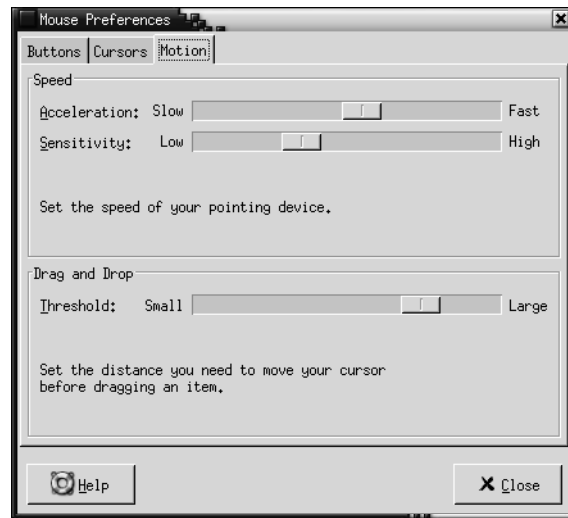 Mouse Preferences
Buttons Cursors Motion
Speed
Acceleration: Slow Fast
Sensitivity: Low High
Set the speed of your pointing device.
Drag and Drop
Threshold: Small Large
Set the distance you need to move your cursor
before dragging an item.
Help Close